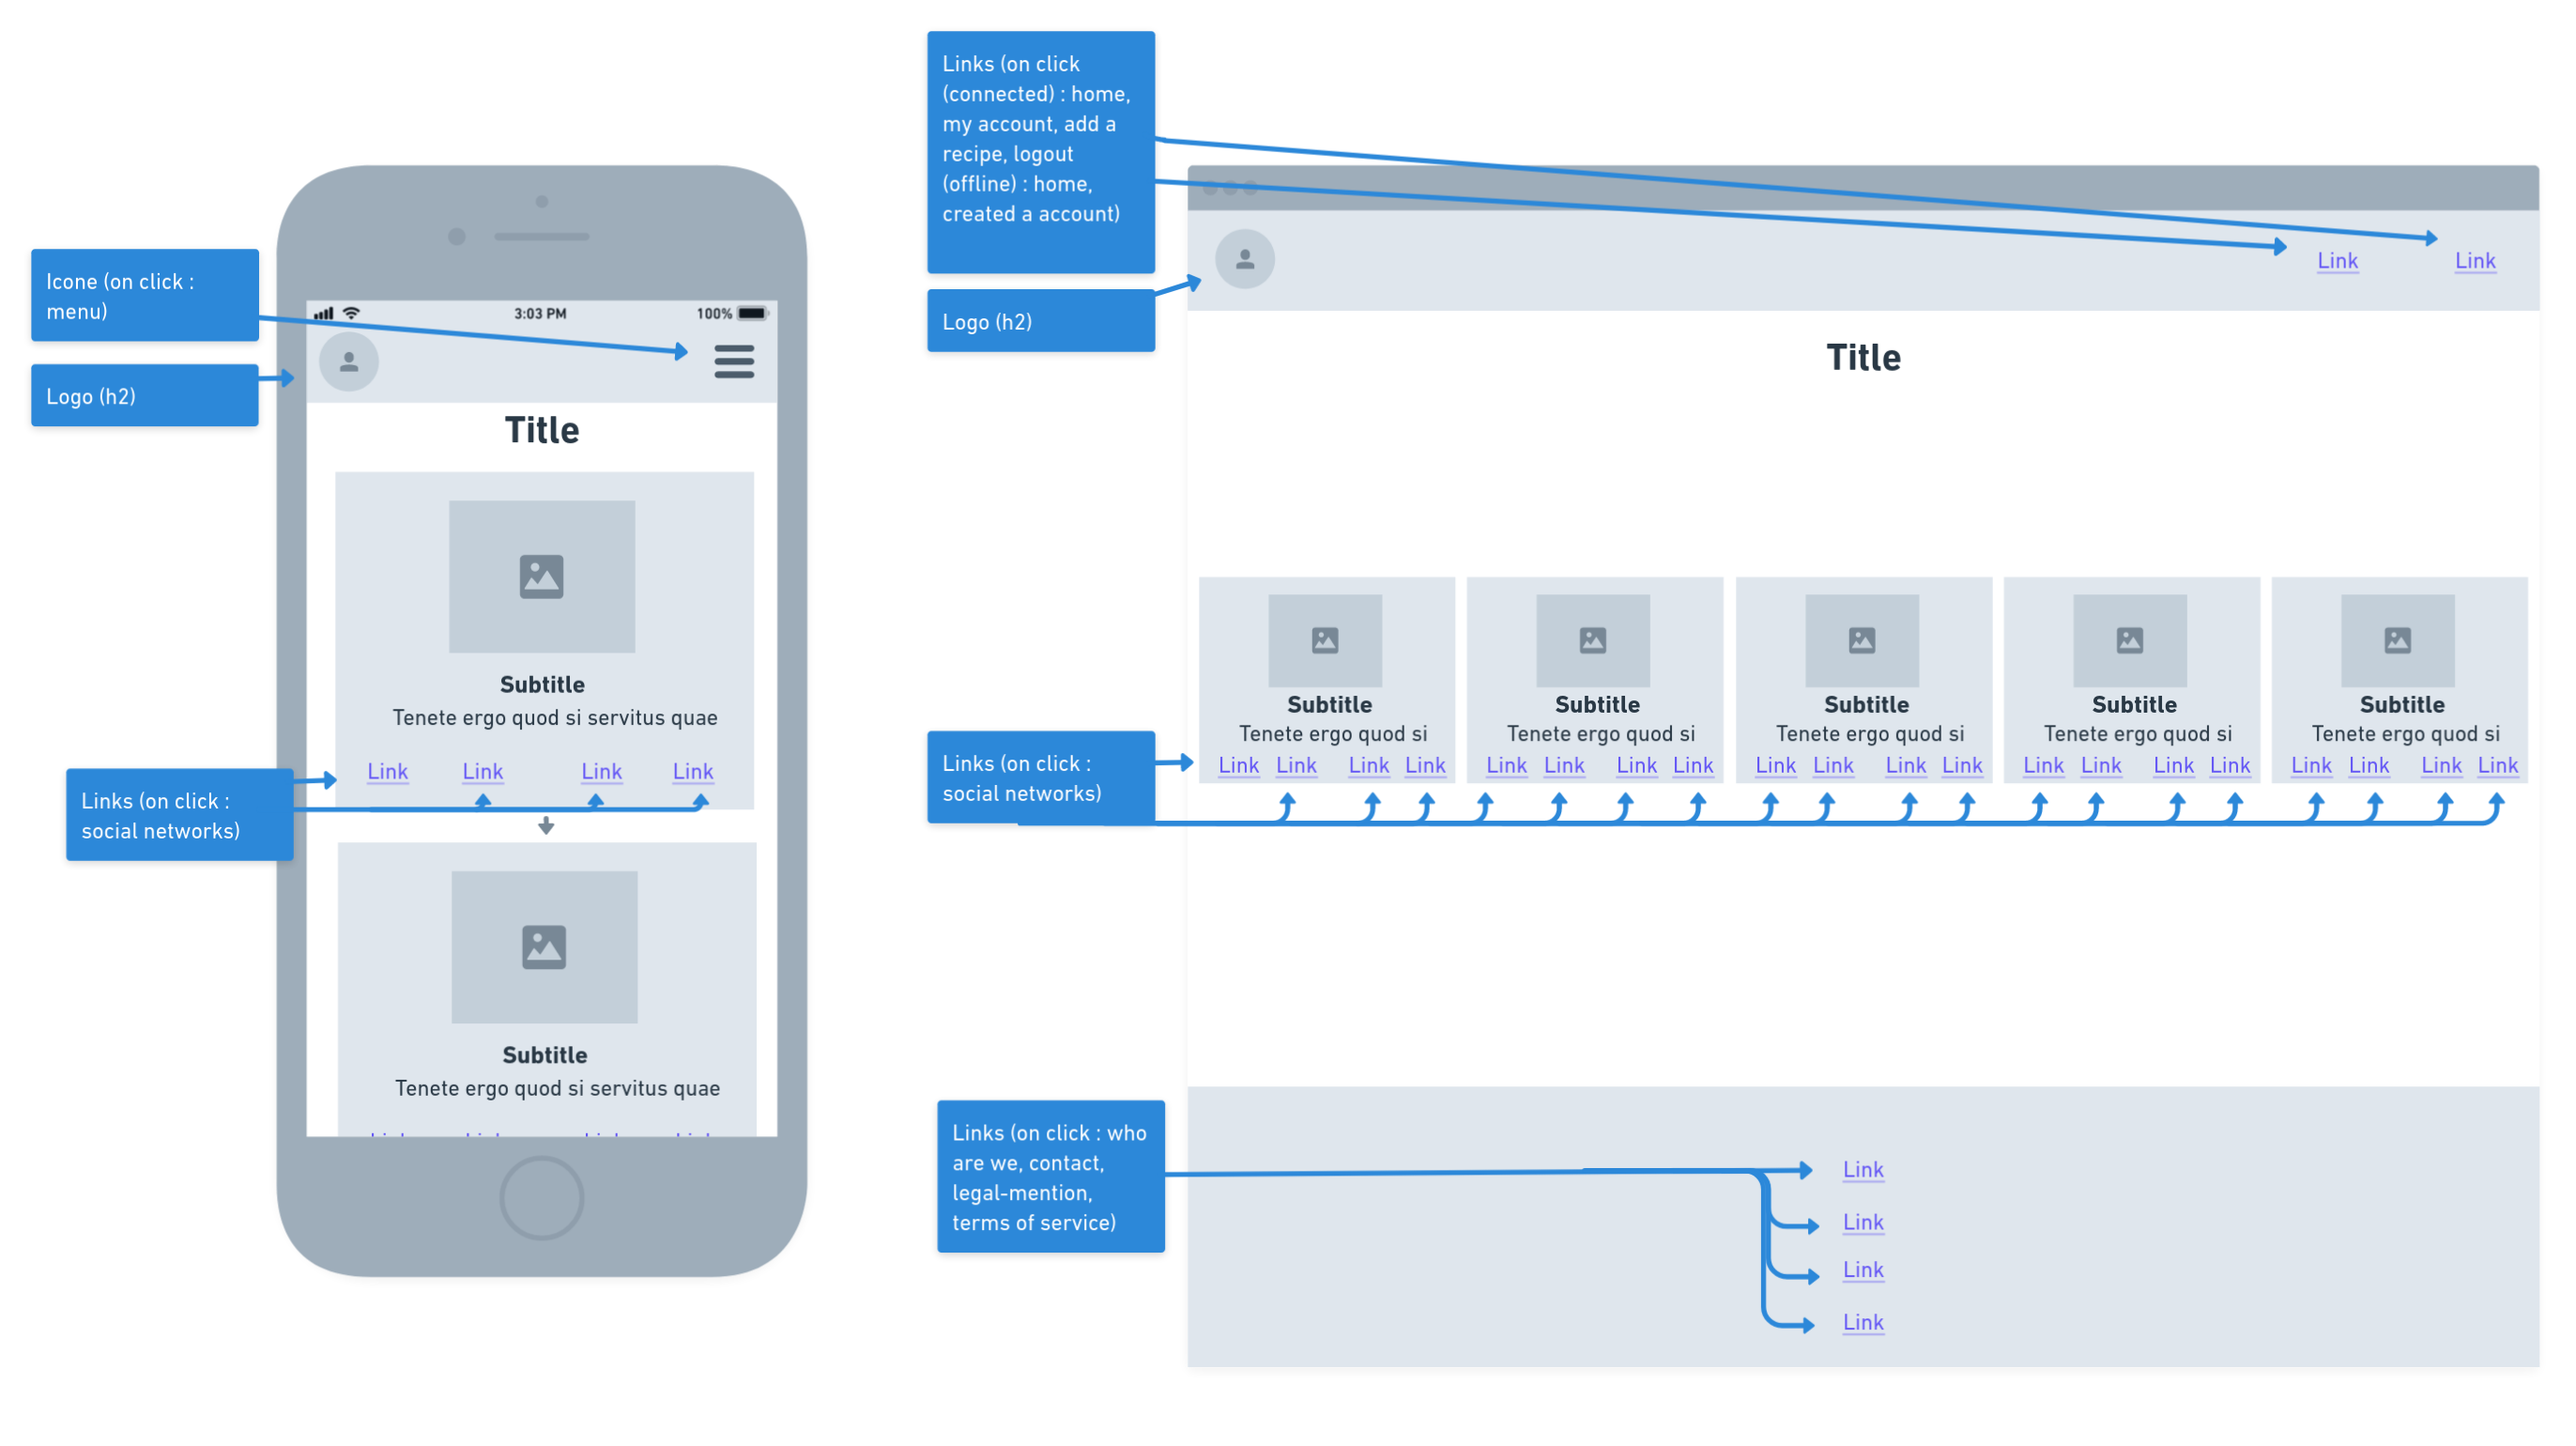 Icone (on click :
menu)
Logo (h2)
3:03 PM
100%
Title
Subtitle
Tenete ergo quod si servitus quae
Link Link Link Link
Links (on click :
social networks)
Subtitle
Tenete ergo quod si servitus quae
Links (on click
(connected) : home,
my account, add a
recipe, logout
(offline) : home,
created a account)
Logo (h2)
Link Link
Title
Subtitle Subtitle Subtitle Subtitle Subtitle
Tenete ergo quod si Tenete ergo quod si Tenete ergo quod si Tenete ergo quod si Tenete ergo quod si
Link Link Link Link Link Link Link Link Link Link Link Link Link Link Link Link Link Link Link Link
Links (on click :
social networks)
Links (on click : who
are we, contact,
legal-mention,
terms of service)
Link
Link
Link
Link